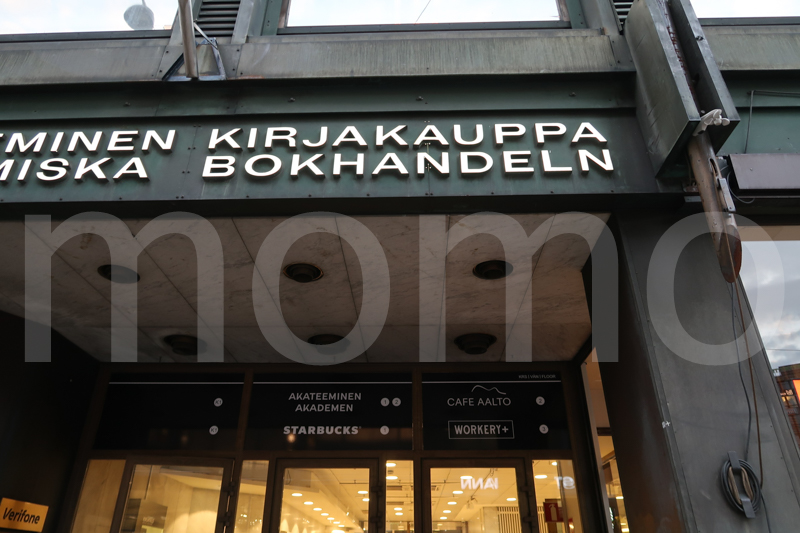 EMINEN KIRJAKAUPPA
MISKA BOKHANDELN
momo
AKATEEMINEN
AKADEMEN
STARBUCKS
CAFE AALTO
WORKERY+
Verifone